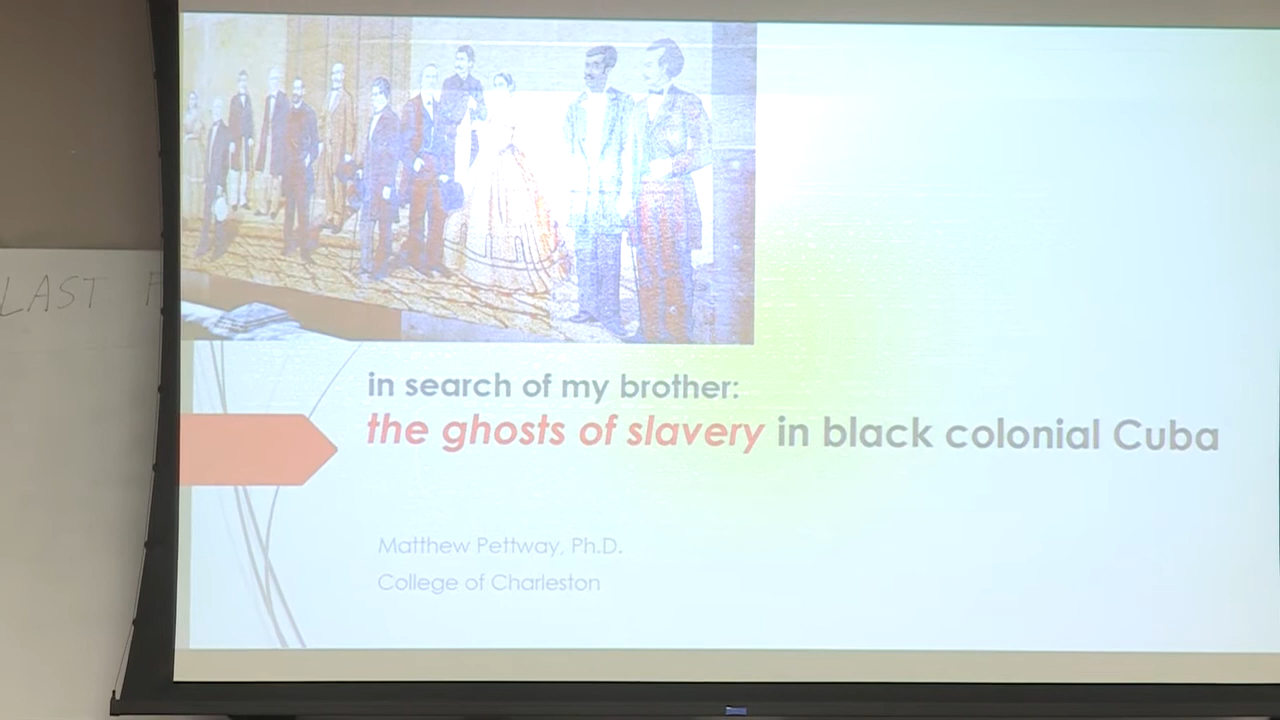 LAST
in search of my brother:
the ghosts of slavery in black colonial Cuba
Matthew Pettway, Ph.D.
College of Charleston